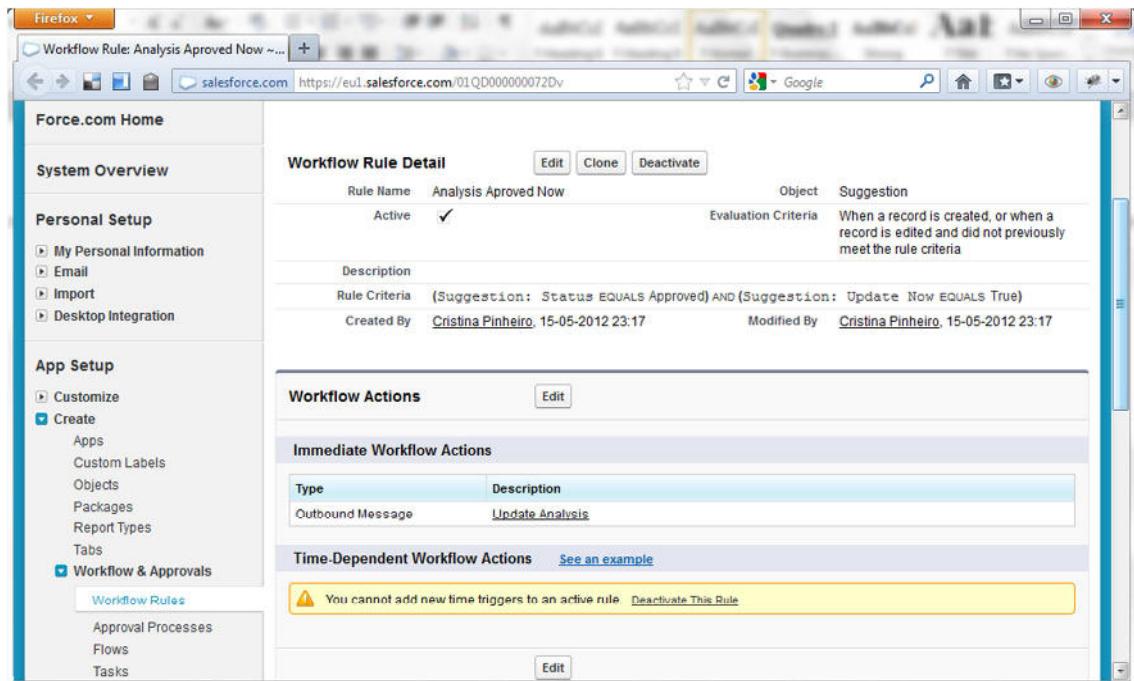 Firefox
Workflow Rule: Analysis Aproved Now ~...
salesforce.com https://eu1.salesforce.com/01QD000000072Dv
Google
Force.com Home
System Overview
Personal Setup
My Personal Information
Email
Import
Desktop Integration
App Setup
Customize
Create
Apps
Custom Labels
Objects
Packages
Report Types
Tabs
Workflow & Approvals
Workflow Rules
Approval Processes
Flows
Tasks
Workflow Rule Detail Edit Clone Deactivate
Rule Name Analysis Aproved Now Object Suggestion
Active Evaluation Criteria When a record is created, or when a
record is edited and did not previously
meet the rule criteria
Description
Rule Criteria (Suggestion: Status EQUALS Approved) AND (Suggestion: Update Now EQUALS True)
Created By Cristina Pinheiro, 15-05-2012 23:17 Modified By Cristina Pinheiro, 15-05-2012 23:17
Workflow Actions Edit
Immediate Workflow Actions
Type Description
Outbound Message Update Analysis
Time-Dependent Workflow Actions See an example
You cannot add new time triggers to an active rule. Deactivate This Rule
Edit